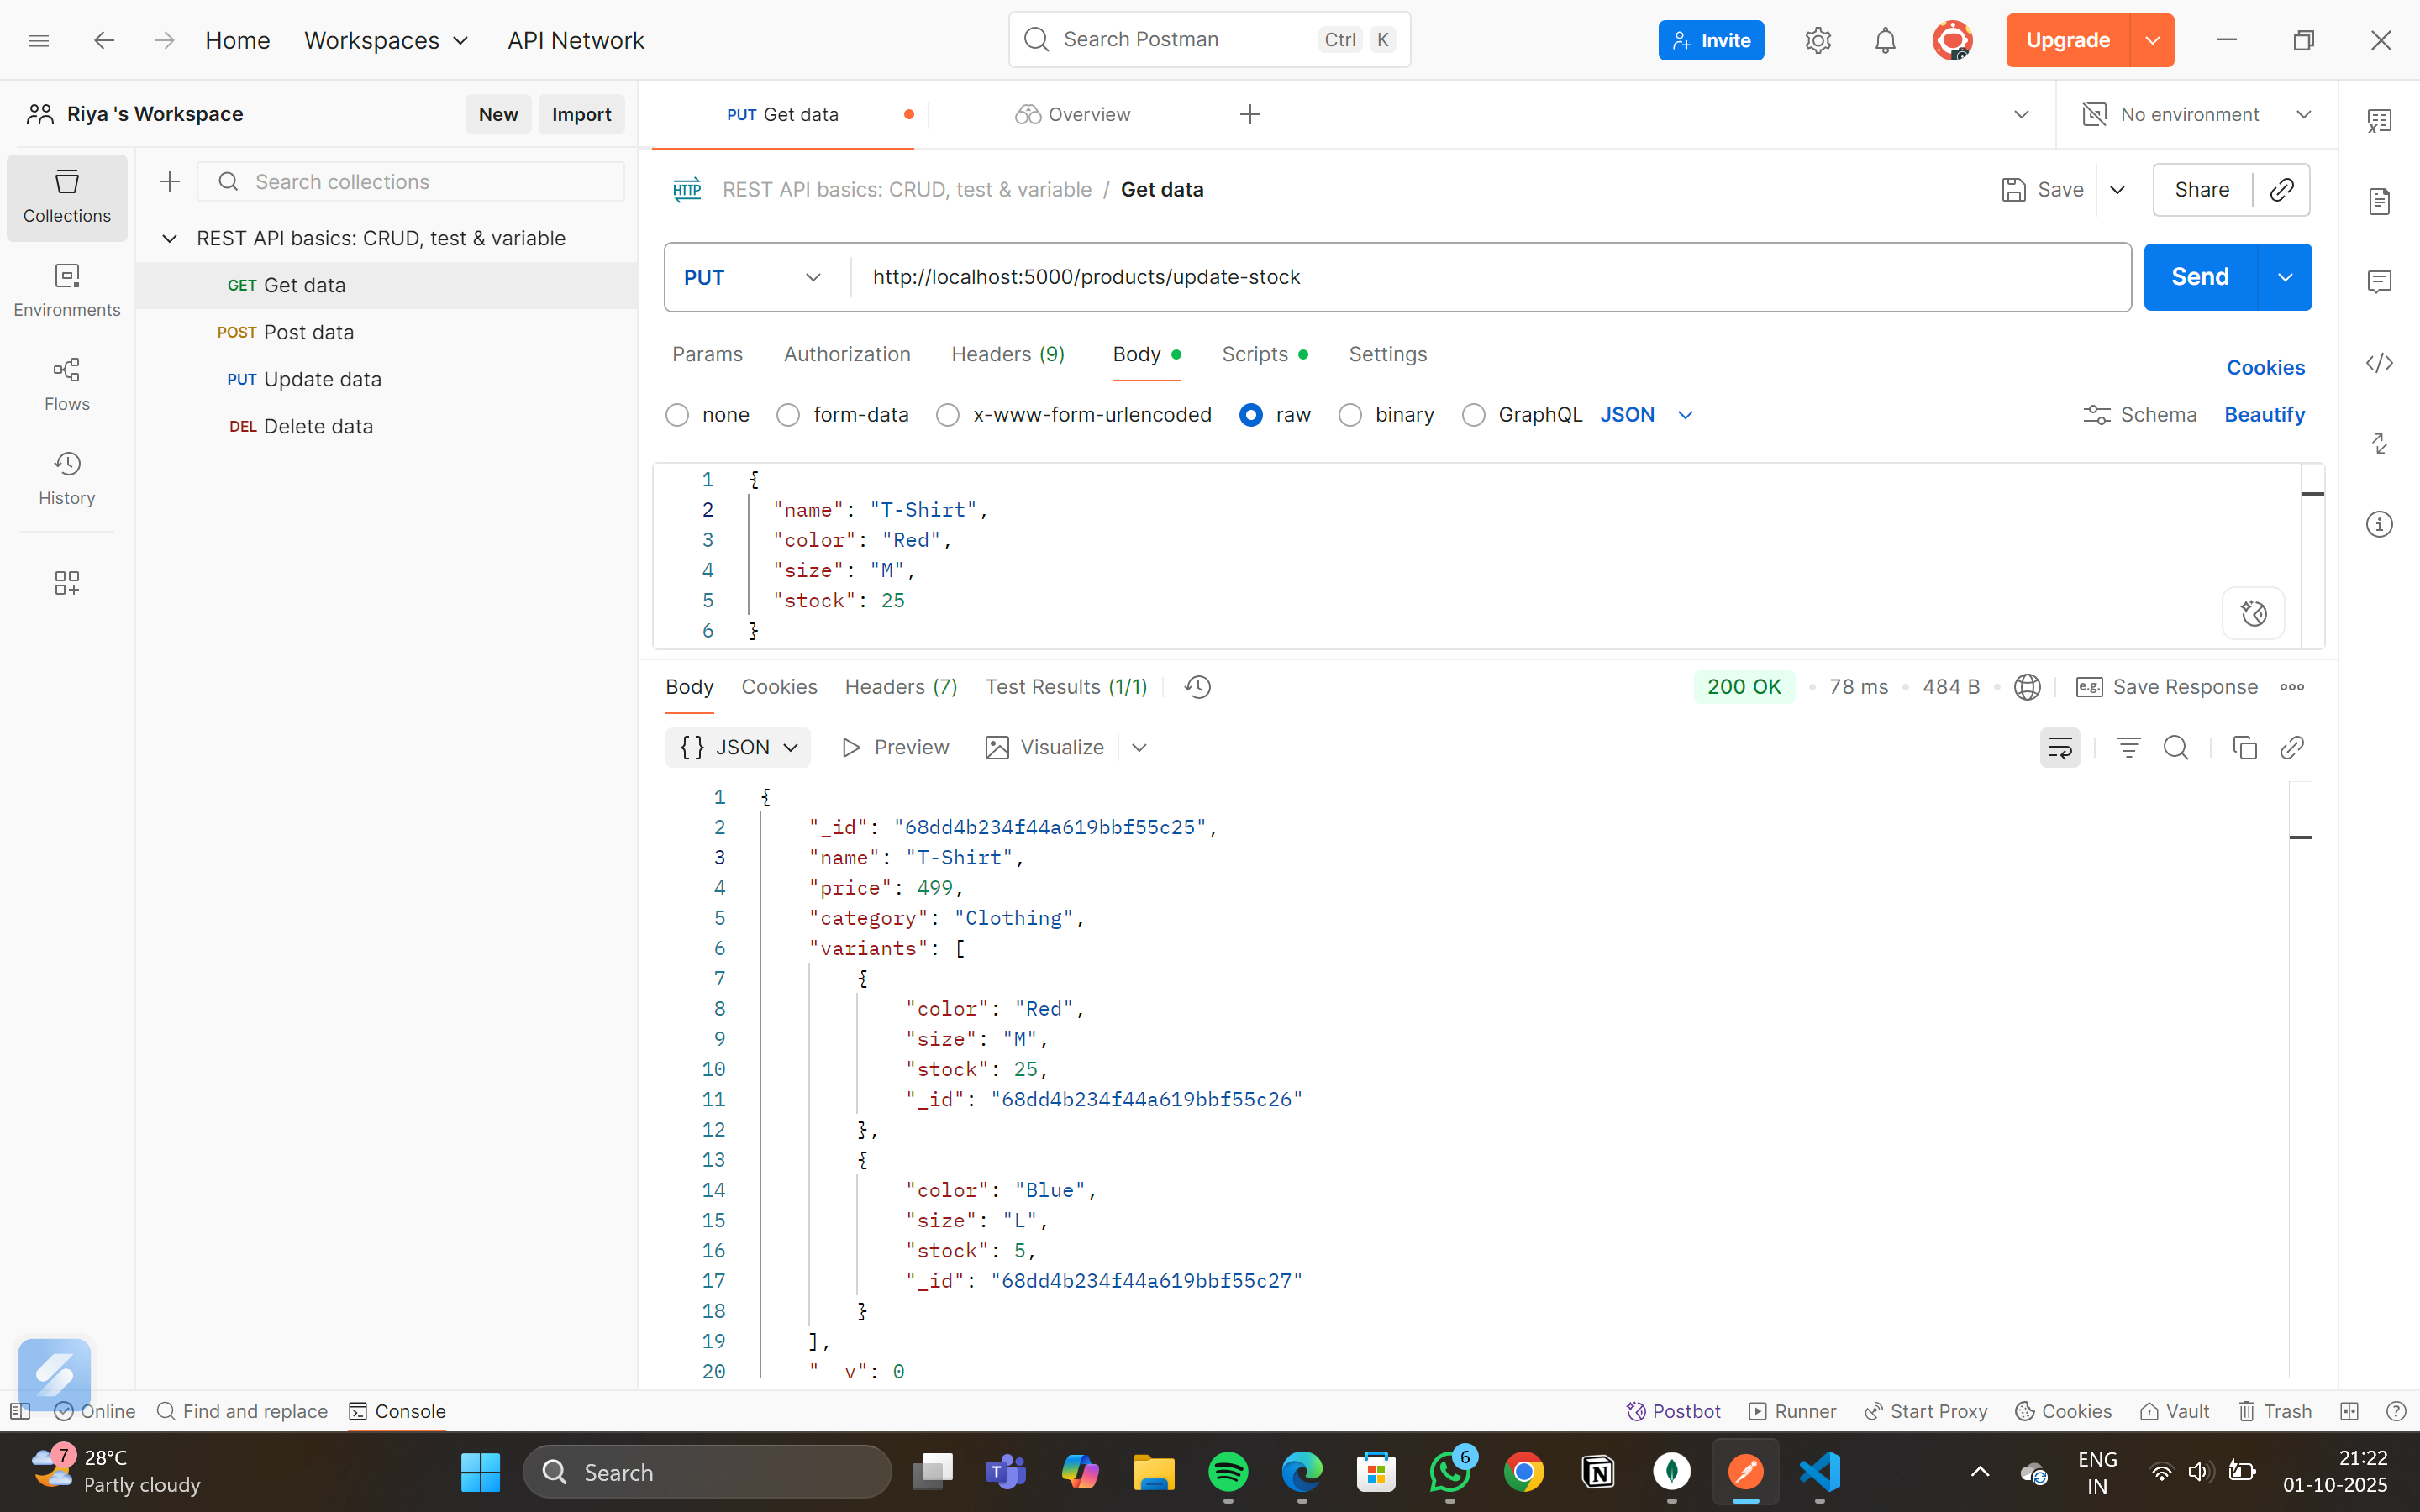 Home Workspaces API Network Search Postman Ctrl K Invite Upgrade
Riya 's Workspace New Import PUT Get data Overview No environment
Collections Search collections
REST API basics: CRUD, test & variable / Get data Save Share
REST API basics: CRUD, test & variable
GET Get data
POST Post data
PUT Update data
DEL Delete data
Environments
Flows
History
PUT http://localhost:5000/products/update-stock Send
Params Authorization Headers (9) Body Scripts Settings Cookies
none form-data x-www-form-urlencoded raw binary GraphQL JSON Schema Beautify
1 {
2 "name": "T-Shirt",
3 "color": "Red",
4 "size": "M",
5 "stock": 25
6 }
Body Cookies Headers (7) Test Results (1/1) 200 OK 78 ms 484 B e.g. Save Response
{} JSON Preview Visualize
1 {
2 "_id": "68dd4b234f44a619bbf55c25",
3 "name": "T-Shirt",
4 "price": 499,
5 "category": "Clothing",
6 "variants": [
7 {
8 "color": "Red",
9 "size": "M",
10 "stock": 25,
11 "_id": "68dd4b234f44a619bbf55c26"
12 },
13 {
14 "color": "Blue",
15 "size": "L",
16 "stock": 5,
17 "_id": "68dd4b234f44a619bbf55c27"
18 }
19 ],
20 "__v": 0
Online Find and replace Console Postbot Runner Start Proxy Cookies Vault Trash
7 28°C
Partly cloudy
Search
6
ENG
IN
21:22
01-10-2025